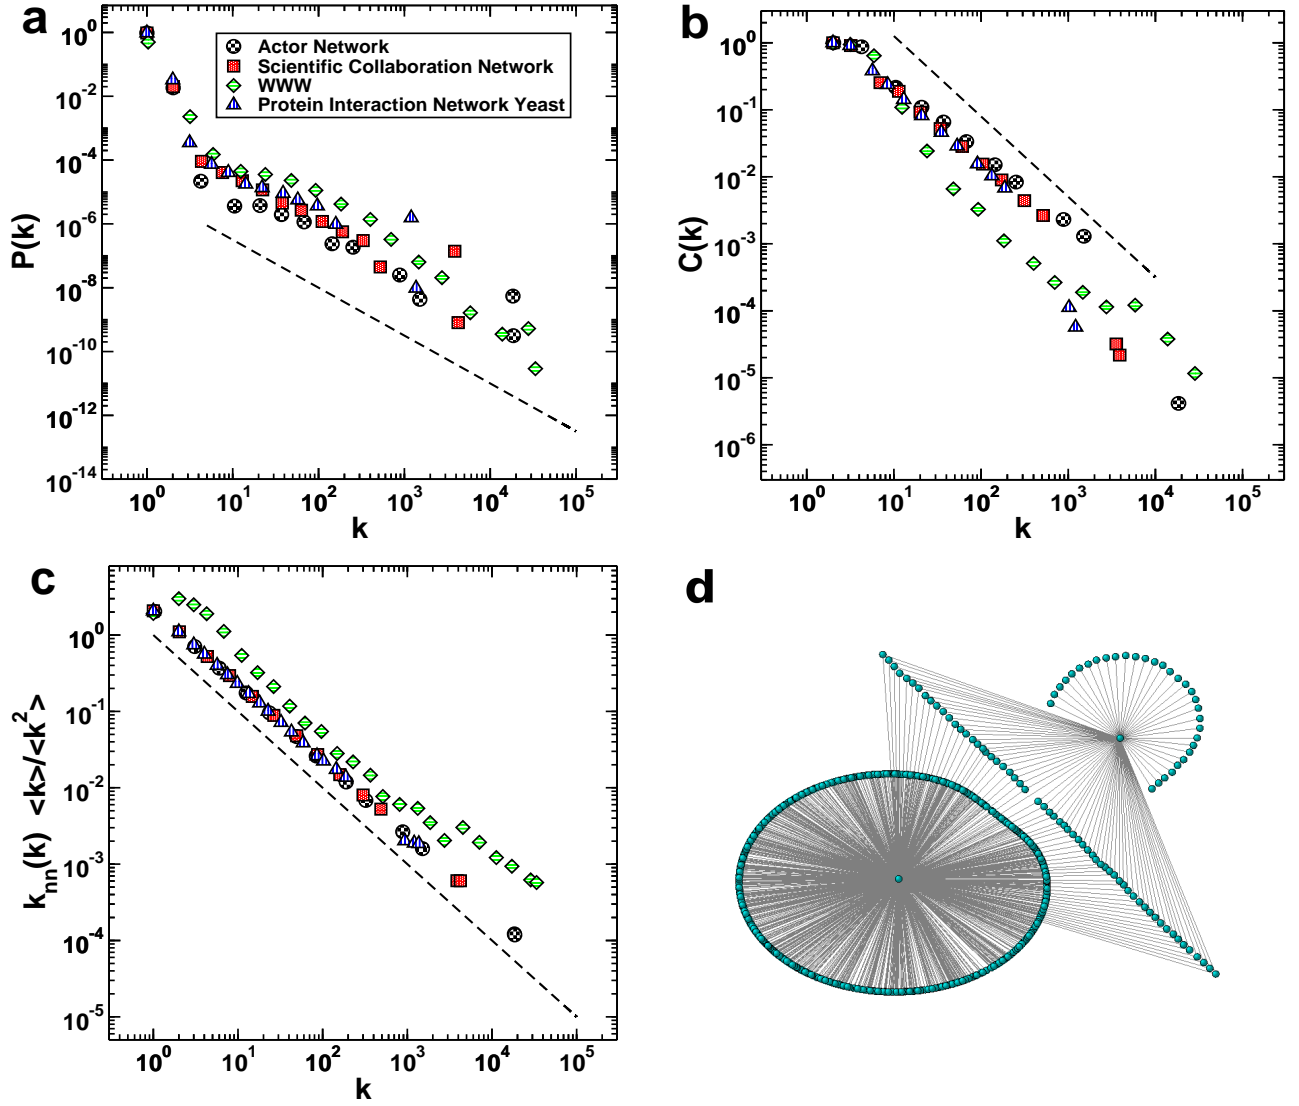 a
10^0
10^-2
10^-4
10^-6
10^-8
10^-10
10^-12
10^-14
P(k)
Actor Network
Scientific Collaboration Network
WWW
Protein Interaction Network Yeast
10^0 10^1 10^2 10^3 10^4 10^5
k
b
10^0
10^-1
10^-2
10^-3
10^-4
10^-5
10^-6
C(k)
10^0 10^1 10^2 10^3 10^4 10^5
k
c
10^0
10^-1
10^-2
10^-3
10^-4
10^-5
k_nn(k) <k>/<k^2>
10^0 10^1 10^2 10^3 10^4 10^5
k
d